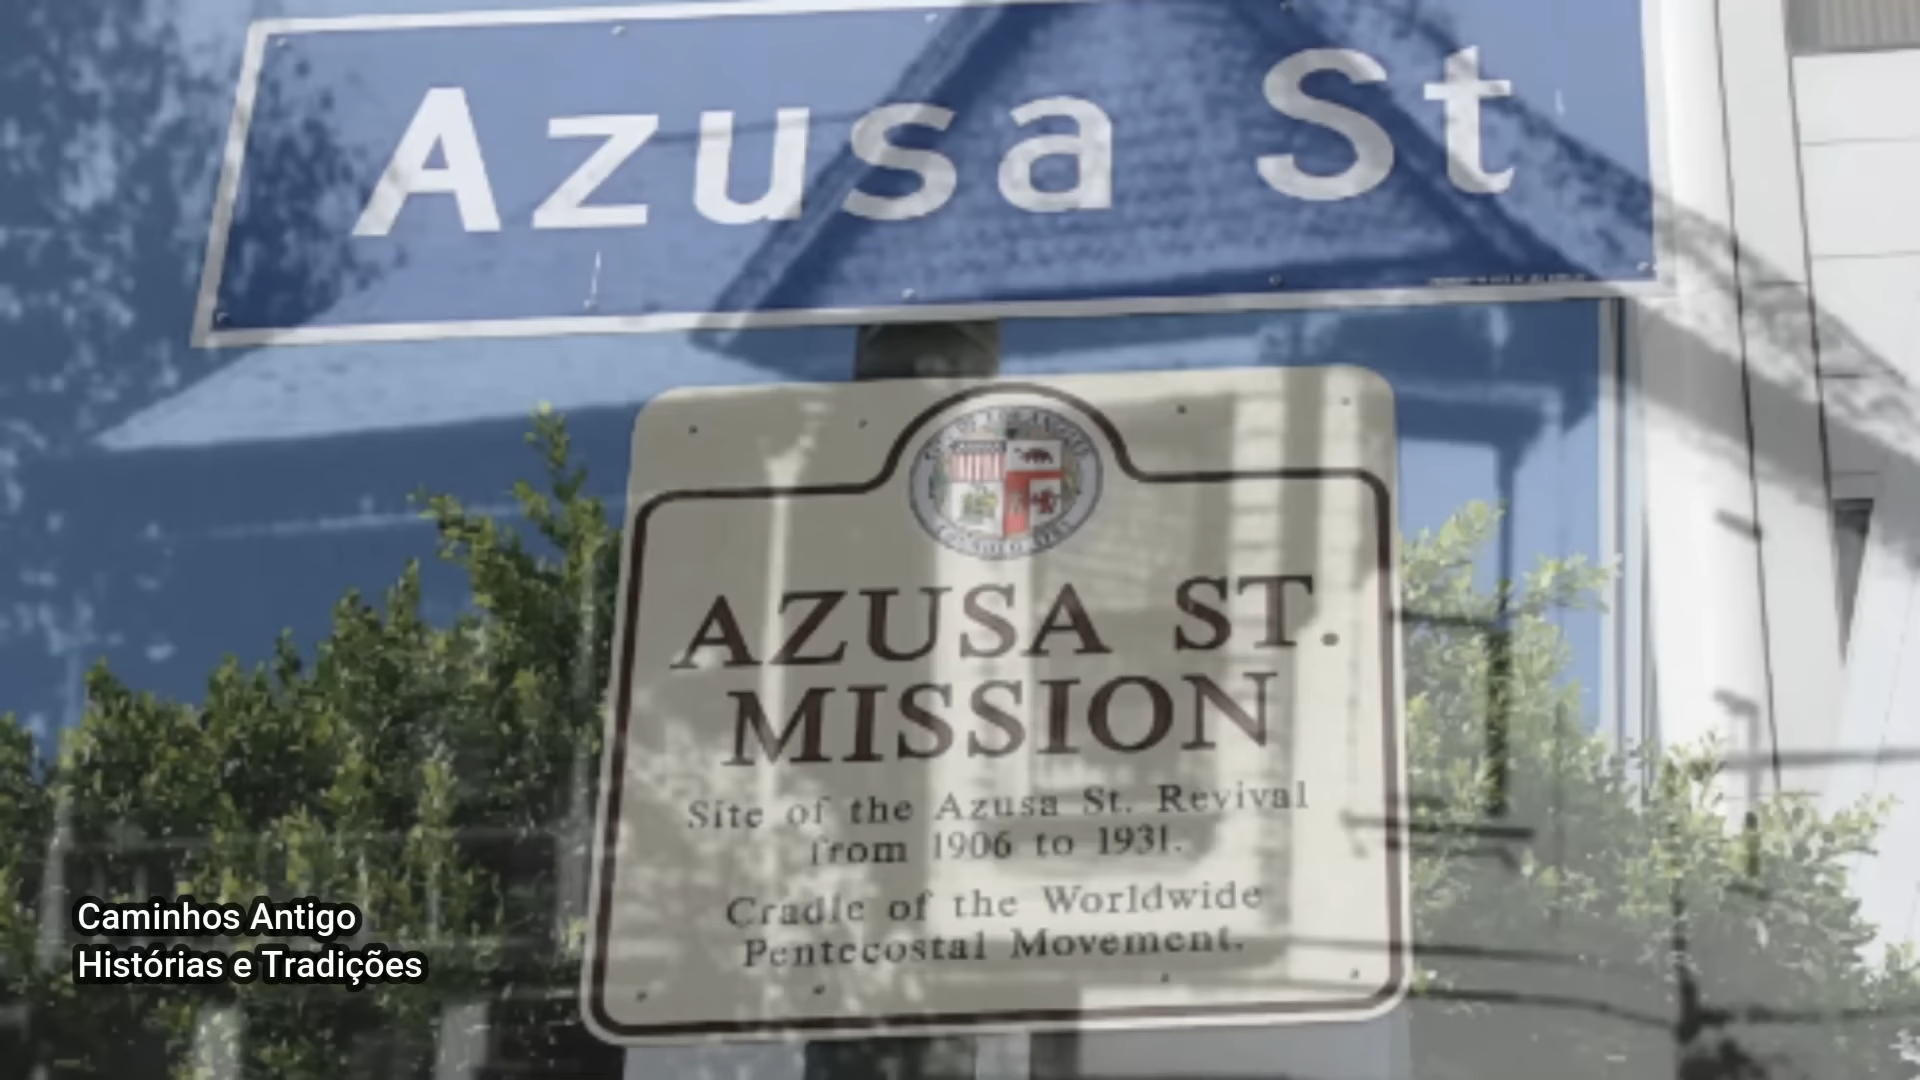 Azusa St
AZUSA ST.
MISSION
Site of the Azusa St. Revival
from 1906 to 1931.
Cradle of the Worldwide
Pentecostal Movement.
Caminhos Antigo
Histórias e Tradições